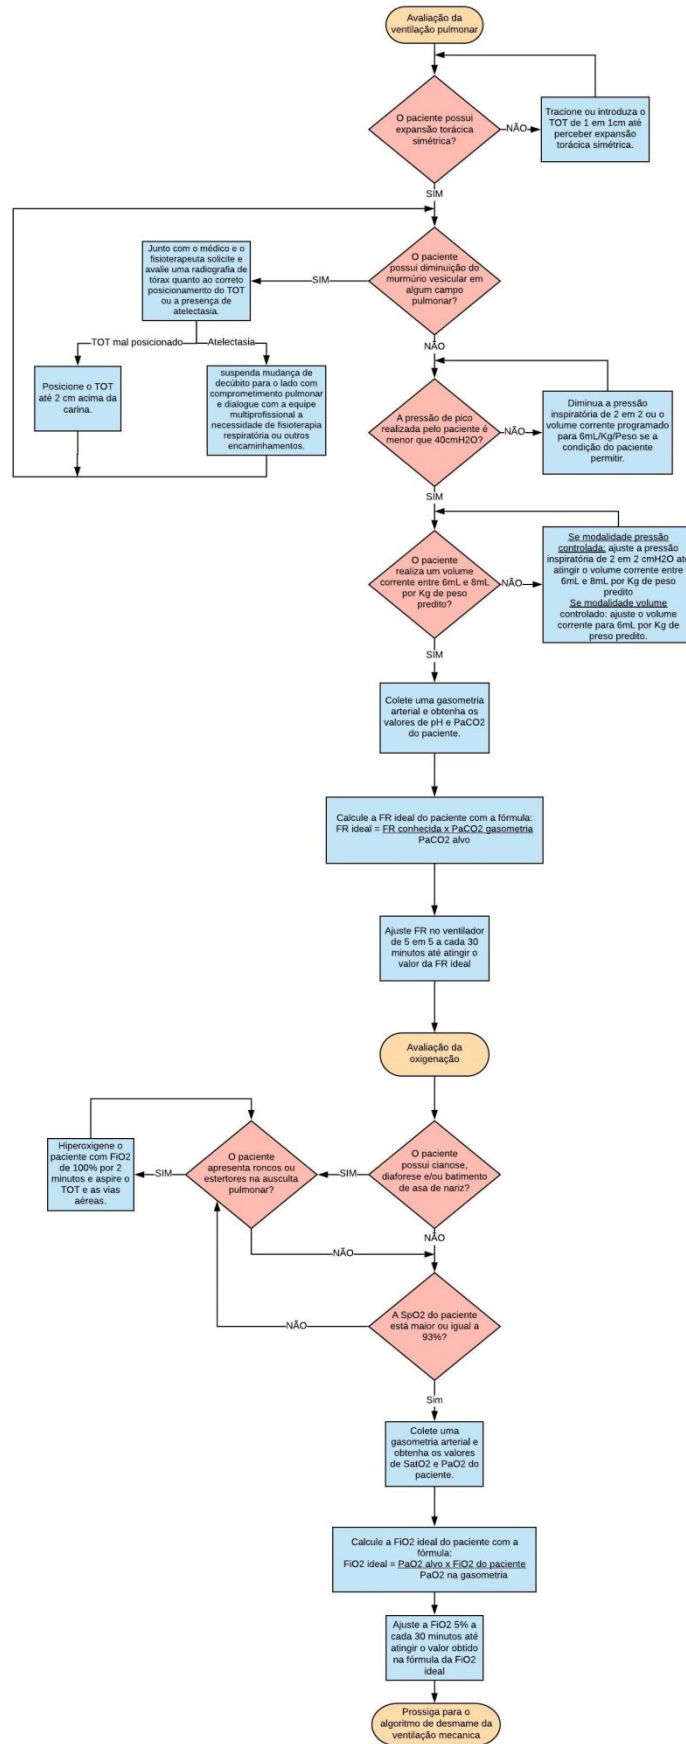 Avaliação da
ventilação pulmonar
O paciente possui
expansão torácica
simétrica?
NÃO
Tracione ou introduza o
TOT de 1 em 1cm até
perceber expansão
torácica simétrica.
SIM
O paciente
possui diminuição do
murmúrio vesicular em
algum campo
pulmonar?
SIM
Junto com o médico e o
fisioterapeuta solicite e
avalie uma radiografia de
tórax quanto ao correto
posicionamento do TOT
ou a presença de
atelectasia.
TOT mal posicionado
Atelectasia
Posicione o TOT
até 2 cm acima da
carina.
suspenda mudança de
decúbito para o lado com
comprometimento pulmonar
e dialogue com a equipe
multiprofissional a
necessidade de fisioterapia
respiratória ou outros
encaminhamentos.
NÃO
A pressão de pico
realizada pelo paciente é
menor que 40cmH2O?
NÃO
Diminua a pressão
inspiratória de 2 em 2 ou o
volume corrente programado
para 6mL/Kg/Peso se a
condição do paciente
permitir.
SIM
O paciente
realiza um volume
corrente entre 6mL e 8mL
por Kg de peso
predito?
NÃO
Se modalidade pressão
controlada: ajuste a pressão
inspiratória de 2 em 2 cmH2O até
atingir o volume corrente entre
6mL e 8mL por Kg de peso
predito
Se modalidade volume
controlado: ajuste o volume
corrente para 6mL por Kg de
preso predito.
SIM
Colete uma gasometria
arterial e obtenha os
valores de pH e PaCO2
do paciente.
Calcule a FR ideal do paciente com a fórmula:
FR ideal = FR conhecida x PaCO2 gasometria
PaCO2 alvo
Ajuste FR no ventilador
de 5 em 5 a cada 30
minutos até atingir o
valor da FR ideal
Avaliação da
oxigenação
O paciente
possui cianose,
diaforese e/ou batimento
de asa de nariz?
SIM
O paciente
apresenta roncos ou
estertores na ausculta
pulmonar?
SIM
Hiperoxigene o
paciente com FiO2
de 100% por 2
minutos e aspire o
TOT e as vias
aéreas.
NÃO
NÃO
A SpO2 do paciente
está maior ou igual a
93%?
NÃO
Sim
Colete uma
gasometria arterial e
obtenha os valores
de SatO2 e PaO2 do
paciente.
Calcule a FiO2 ideal do paciente com a
fórmula:
FiO2 ideal = PaO2 alvo x FiO2 do paciente
PaO2 na gasometria
Ajuste a FiO2 5% a
cada 30 minutos até
atingir o valor obtido
na fórmula da FiO2
ideal
Prossiga para o
algoritmo de desmame da
ventilação mecanica